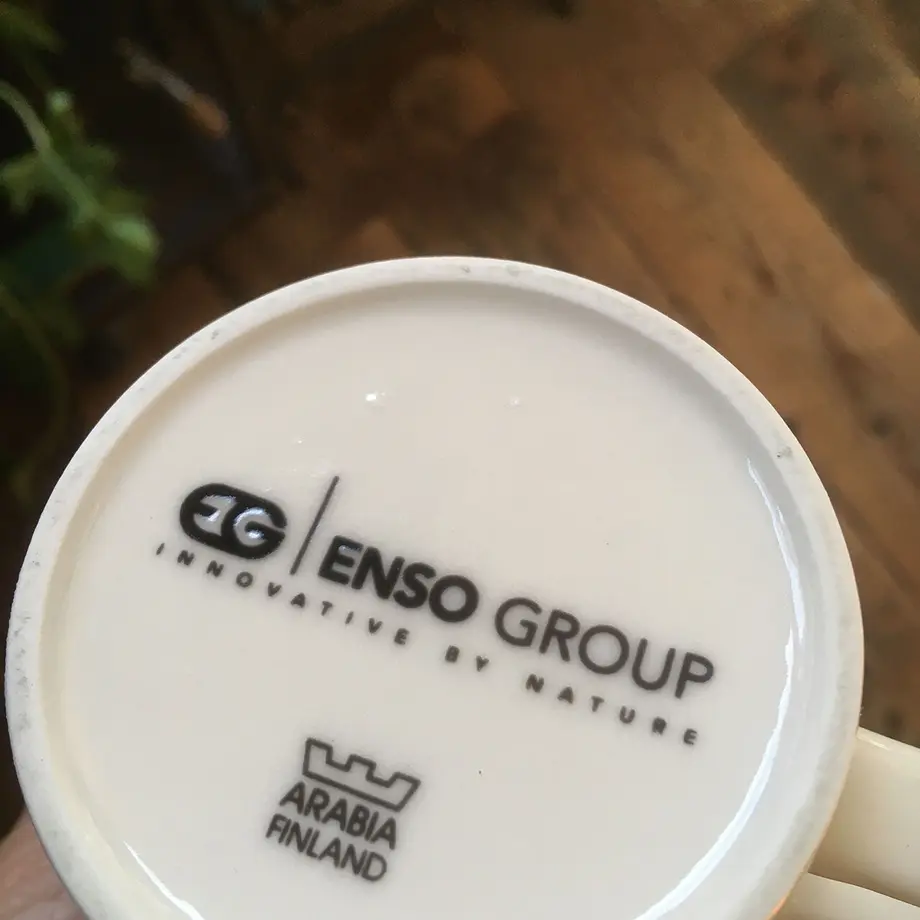 EG | ENSO GROUP
INNOVATIVE BY NATURE
ARABIA
FINLAND